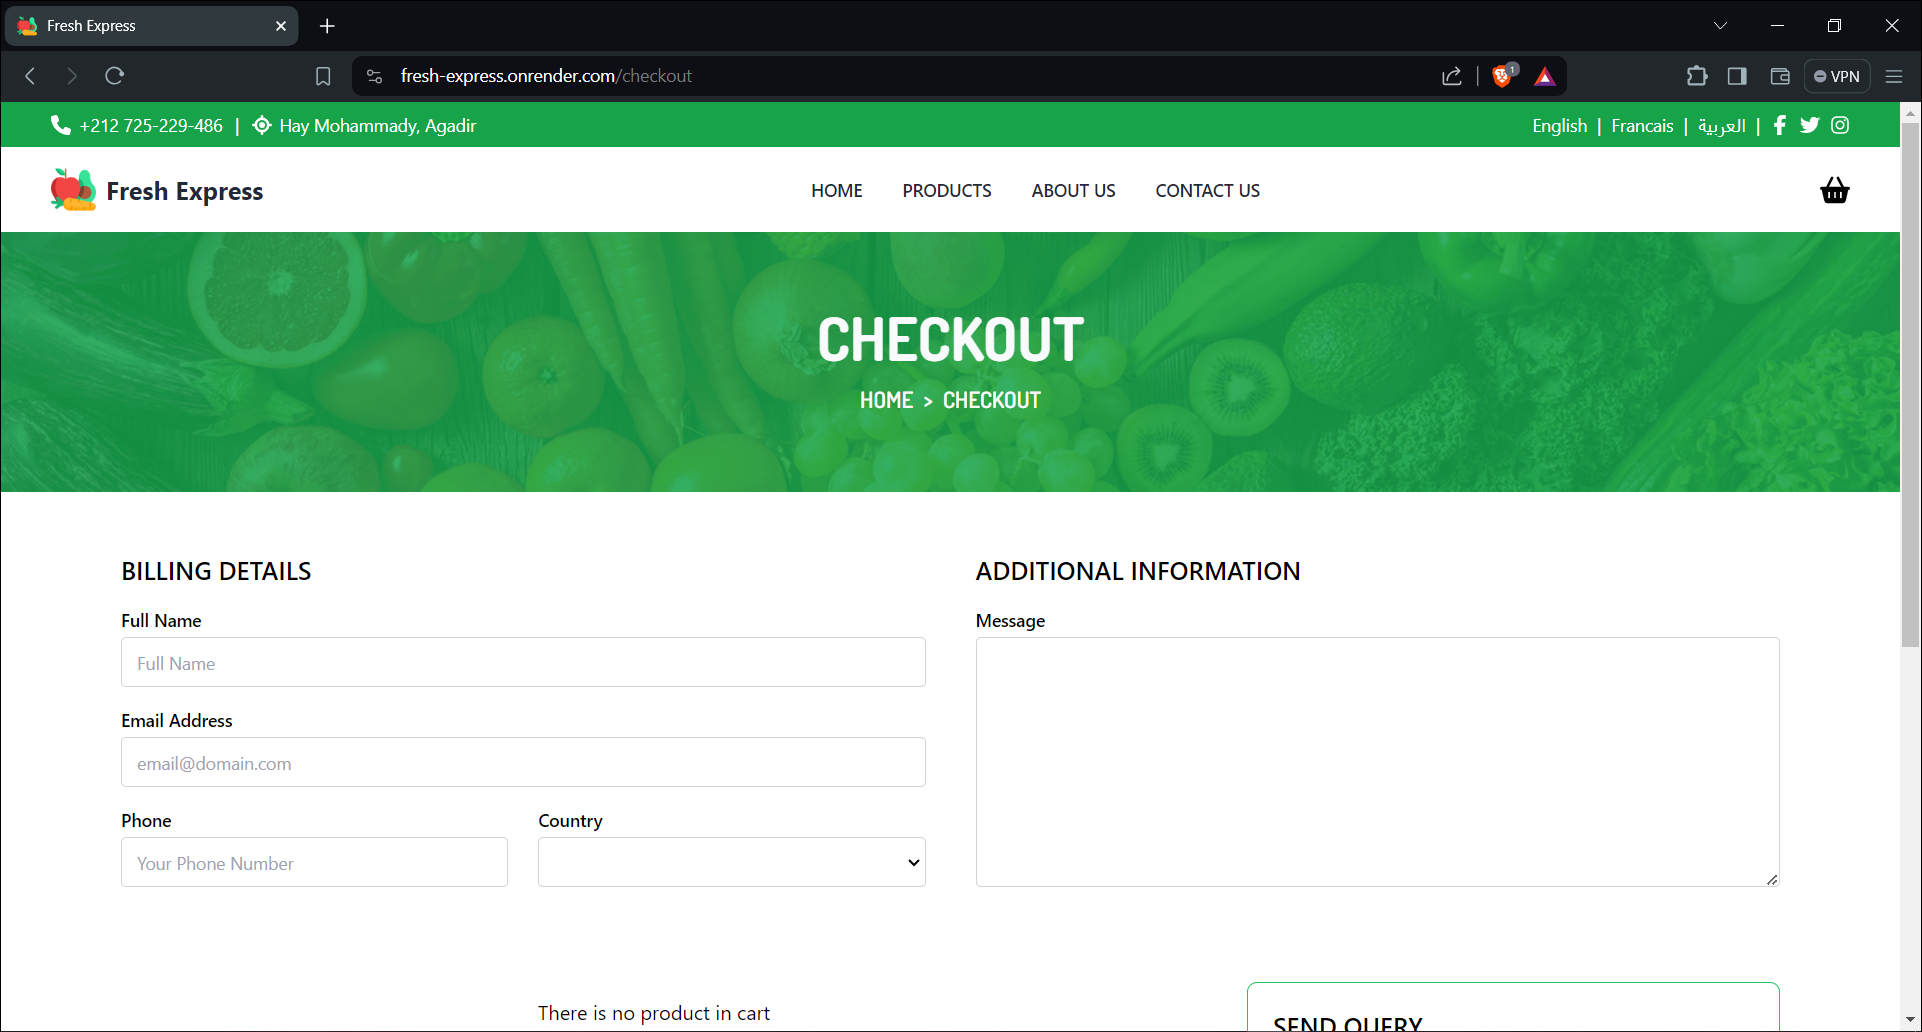 Fresh Express
fresh-express.onrender.com/checkout
1
VPN
+212 725-229-486 | Hay Mohammady, Agadir
English | Francais | العربية |
Fresh Express
HOME
PRODUCTS
ABOUT US
CONTACT US
CHECKOUT
HOME > CHECKOUT
BILLING DETAILS
Full Name
Full Name
Email Address
email@domain.com
Phone
Your Phone Number
Country
ADDITIONAL INFORMATION
Message
There is no product in cart
SEND QUERY